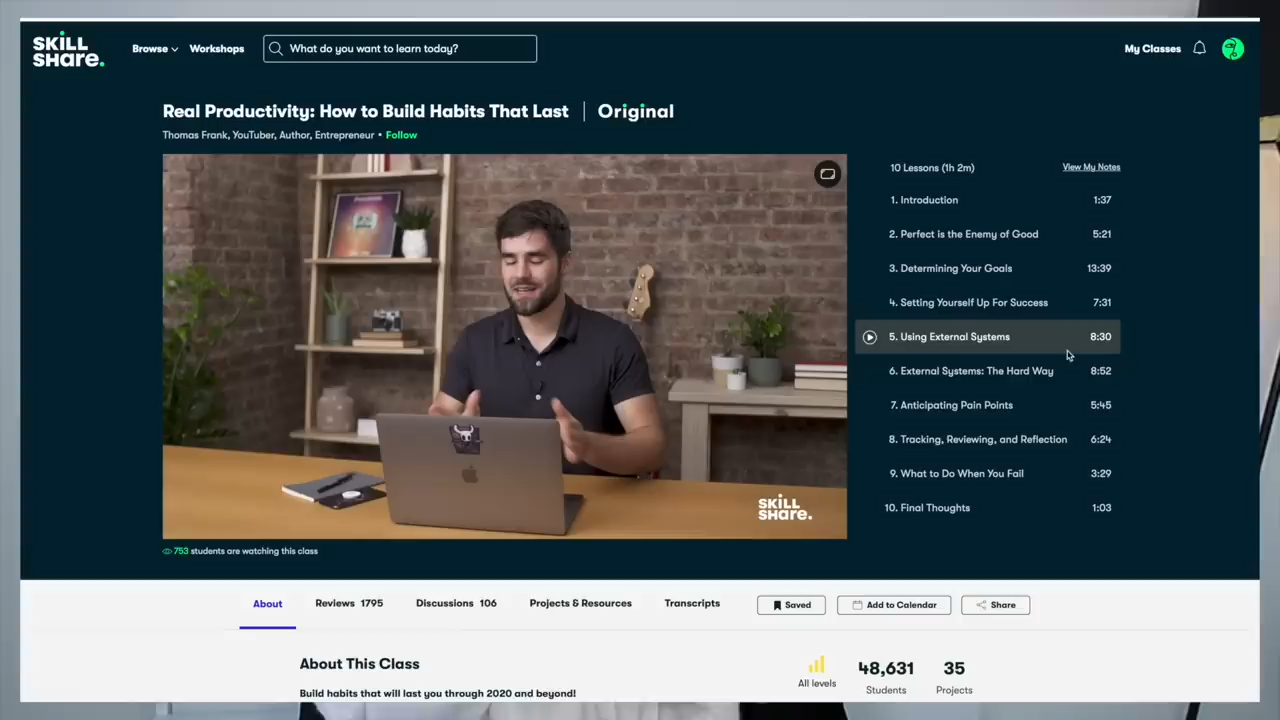 SKILL SHARE.
Browse
Workshops
What do you want to learn today?
My Classes
Real Productivity: How to Build Habits That Last | Original
Thomas Frank, YouTuber, Author, Entrepreneur • Follow
10 Lessons (1h 2m)
View My Notes
1. Introduction 1:37
2. Perfect is the Enemy of Good 5:21
3. Determining Your Goals 13:39
4. Setting Yourself Up For Success 7:31
5. Using External Systems 8:30
6. External Systems: The Hard Way 8:52
7. Anticipating Pain Points 5:45
8. Tracking, Reviewing, and Reflection 6:24
9. What to Do When You Fail 3:29
10. Final Thoughts 1:03
SKILL SHARE.
753 students are watching this class
About
Reviews 1795
Discussions 106
Projects & Resources
Transcripts
Saved
Add to Calendar
Share
About This Class
Build habits that will last you through 2020 and beyond!
All levels
48,631
Students
35
Projects